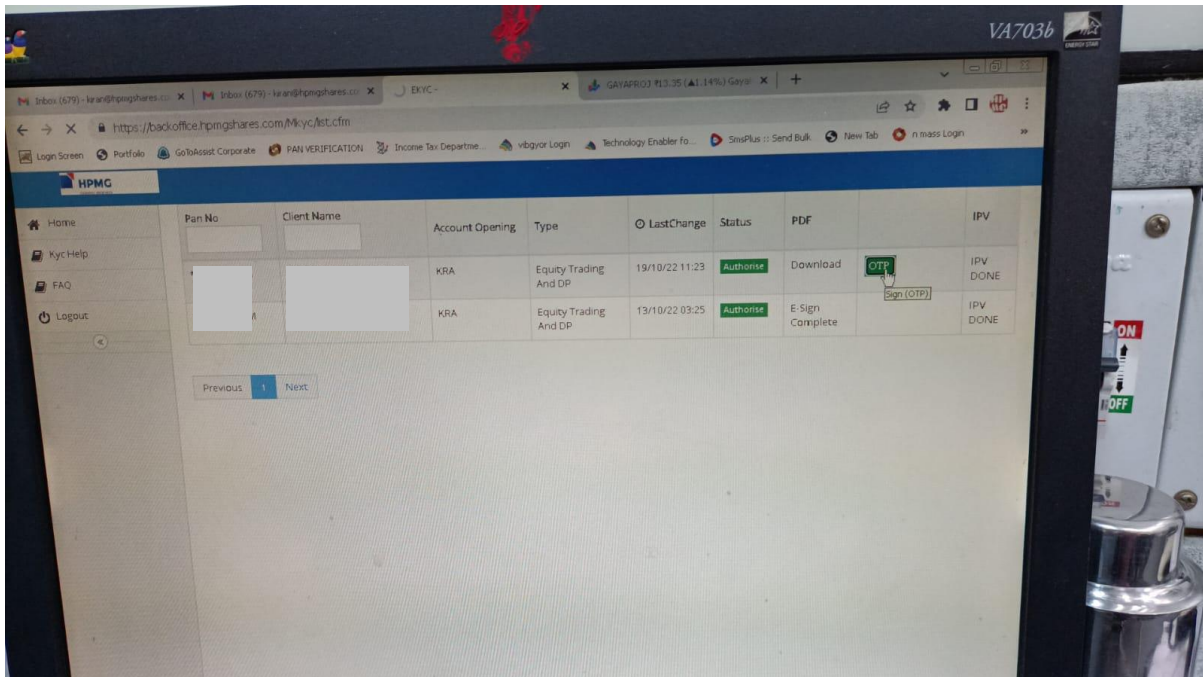 VA703b
ENERGY STAR
Inbox (679) - kiran@hpmgshares.co
Inbox (679) - kiran@hpmgshares.co
EKYC -
GAYAPROJ ₹13.35 (▲1.14%) Gaya
https://backoffice.hpmgshares.com/Mkyc/list.cfm
Login Screen
Portfolio
GoToAssist Corporate
PAN VERIFICATION
Income Tax Departme...
vibgyor Login
Technology Enabler fo...
SmsPlus :: Send Bulk
New Tab
n mass Login
»
HPMG
Home
Kyc Help
FAQ
Logout
Pan No Client Name Account Opening Type LastChange Status PDF IPV
KRA Equity Trading And DP 19/10/22 11:23 Authorise Download OTP IPV DONE
Sign (OTP)
M KRA Equity Trading And DP 13/10/22 03:25 Authorise E-Sign Complete IPV DONE
Previous 1 Next
ON
OFF